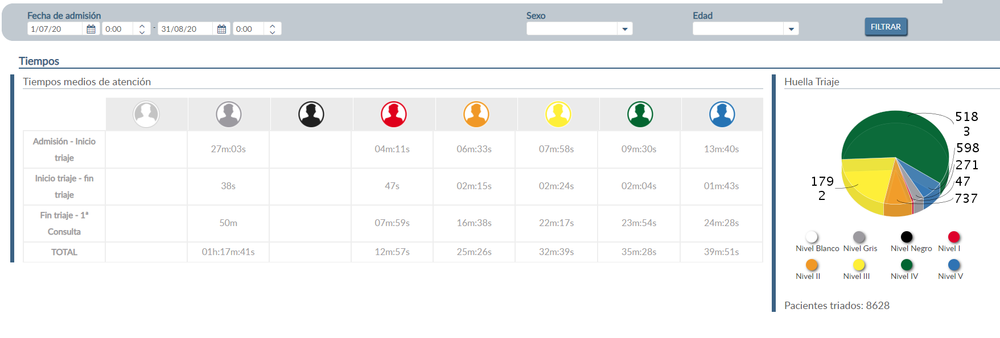 Fecha de admisión
Sexo
Edad
1/07/20
0:00
-
31/08/20
0:00
FILTRAR
Tiempos
Tiempos medios de atención
Admisión - Inicio
triaje
27m:03s
04m:11s
06m:33s
07m:58s
09m:30s
13m:40s
Inicio triaje - fin
triaje
38s
47s
02m:15s
02m:24s
02m:04s
01m:43s
Fin triaje - 1ª
Consulta
50m
07m:59s
16m:38s
22m:17s
23m:54s
24m:28s
TOTAL
01h:17m:41s
12m:57s
25m:26s
32m:39s
35m:28s
39m:51s
Huella Triaje
518
3
598
271
47
737
179
2
Nivel Blanco
Nivel Gris
Nivel Negro
Nivel I
Nivel II
Nivel III
Nivel IV
Nivel V
Pacientes triados: 8628